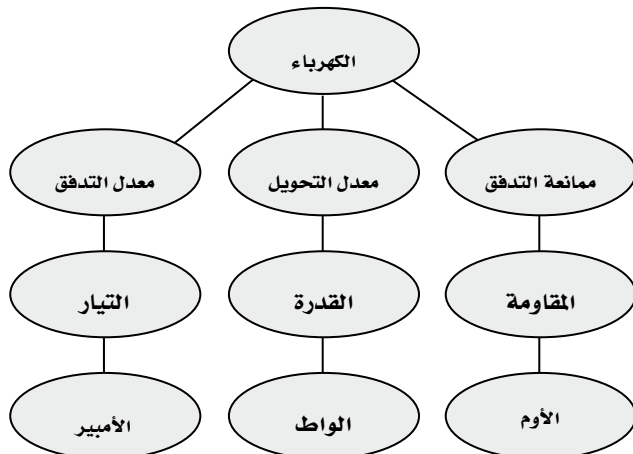 الكهرباء
ممانعة التدفق
معدل التحويل
معدل التدفق
المقاومة
القدرة
التيار
الأوم
الواط
الأمبير